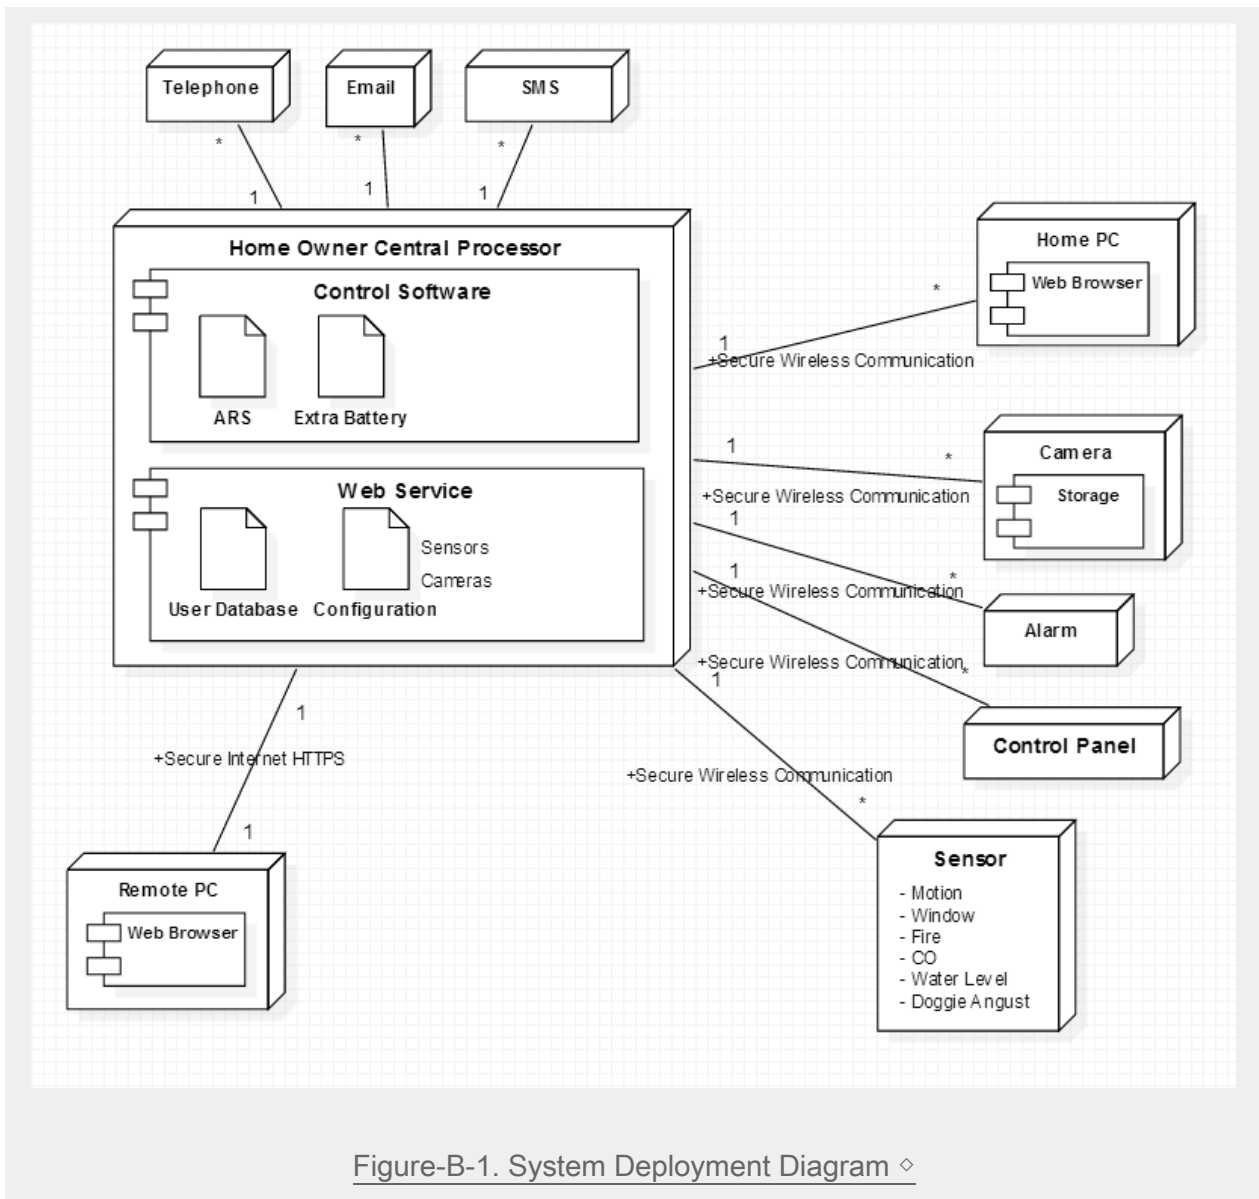 Telephone
Email
SMS
*
*
*
1
1
1
Home Owner Central Processor
Control Software
ARS
Extra Battery
Web Service
Sensors
Cameras
User Database
Configuration
Home PC
Web Browser
*
1
+Secure Wireless Communication
Camera
Storage
1
*
+Secure Wireless Communication
1
*
+Secure Wireless Communication
Alarm
1
+Secure Wireless Communication
*
Control Panel
1
+Secure Wireless Communication
*
Sensor
- Motion
- Window
- Fire
- CO
- Water Level
- Doggie Angust
1
+Secure Internet HTTPS
1
Remote PC
Web Browser
Figure-B-1. System Deployment Diagram ◇